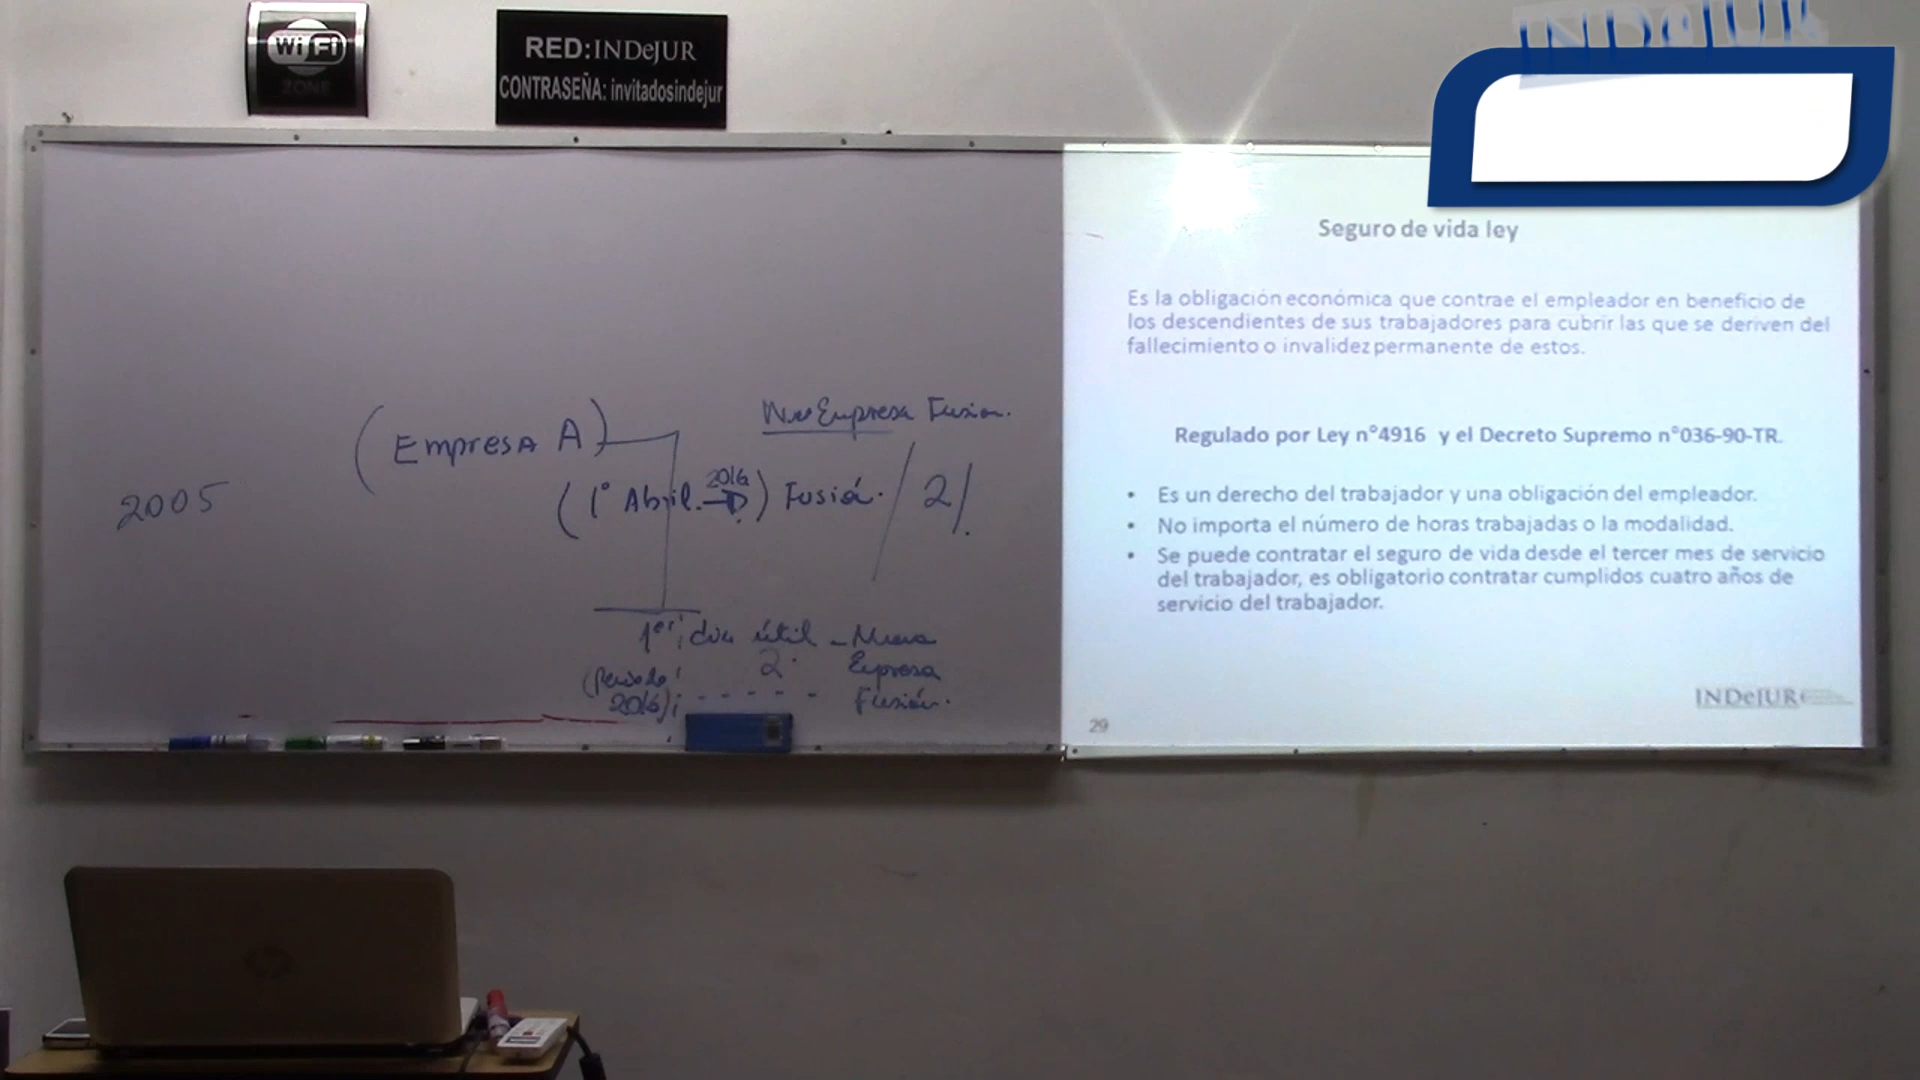 WiFi
ZONE
RED:INDeJUR
CONTRASEÑA: invitadosindejur
INDeJUR
2005
(Empresa A)
(1° Abril. 2016) Fusión. / 2 /.
Empresa Fusion.
1er; día útil - Nueva
2. Empresa
(periodo 2016) ; - - - - - - Fusión.
Seguro de vida ley
Es la obligación económica que contrae el empleador en beneficio de
los descendientes de sus trabajadores para cubrir las que se deriven del
fallecimiento o invalidez permanente de estos.
Regulado por Ley n°4916 y el Decreto Supremo n°036-90-TR.
• Es un derecho del trabajador y una obligación del empleador.
• No importa el número de horas trabajadas o la modalidad.
• Se puede contratar el seguro de vida desde el tercer mes de servicio
del trabajador, es obligatorio contratar cumplidos cuatro años de
servicio del trabajador.
INDeJUR
29